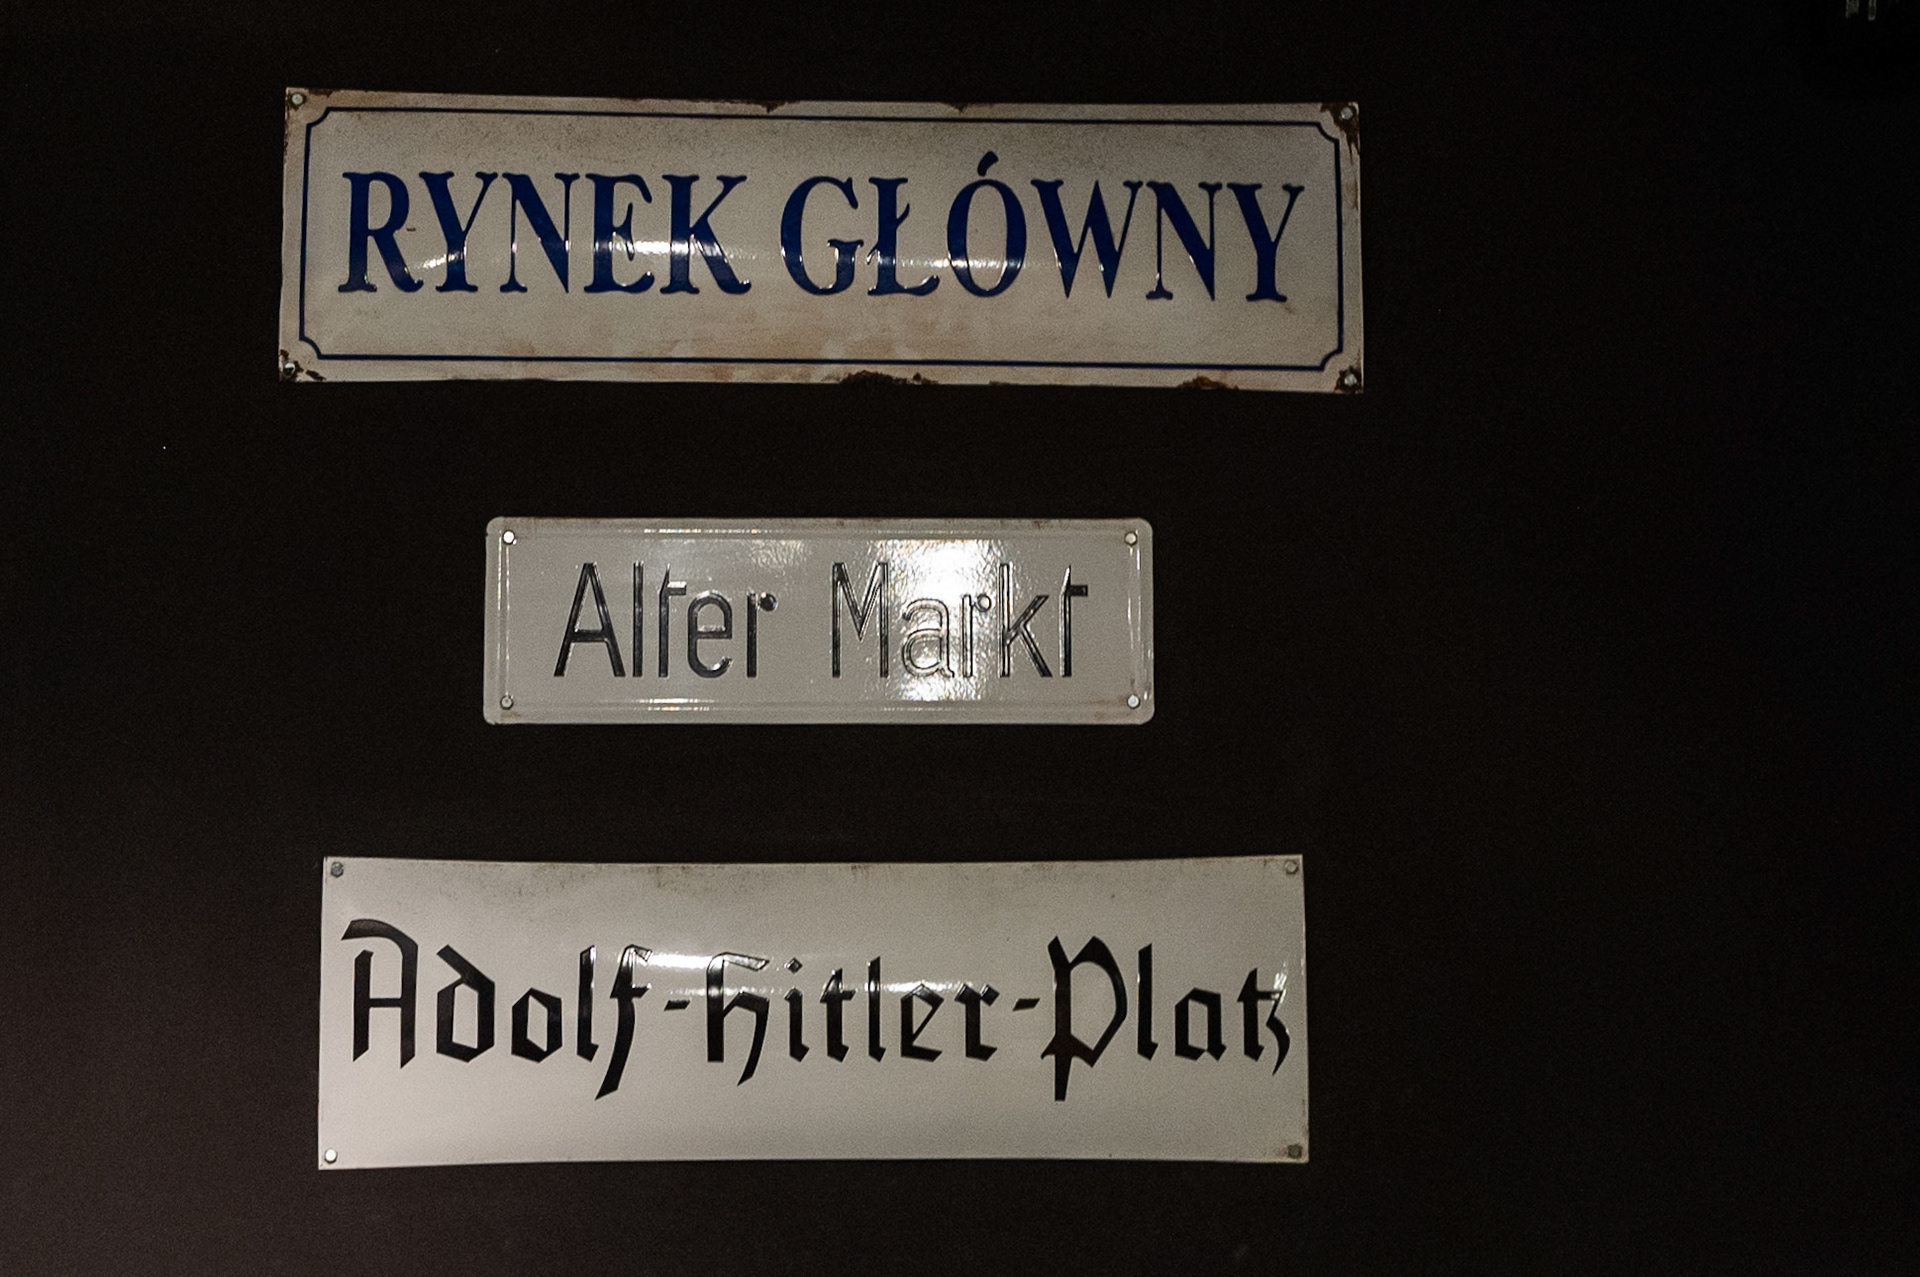 RYNEK GŁÓWNY
Alter Markt
Adolf-Hitler-Platz